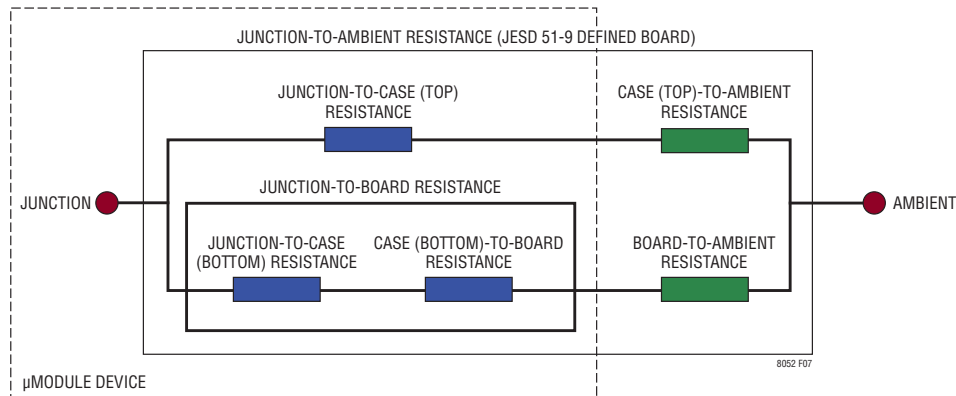 JUNCTION-TO-AMBIENT RESISTANCE (JESD 51-9 DEFINED BOARD)
JUNCTION-TO-CASE (TOP)
RESISTANCE
CASE (TOP)-TO-AMBIENT
RESISTANCE
JUNCTION-TO-BOARD RESISTANCE
JUNCTION
AMBIENT
JUNCTION-TO-CASE
(BOTTOM) RESISTANCE
CASE (BOTTOM)-TO-BOARD
RESISTANCE
BOARD-TO-AMBIENT
RESISTANCE
8052 F07
µMODULE DEVICE